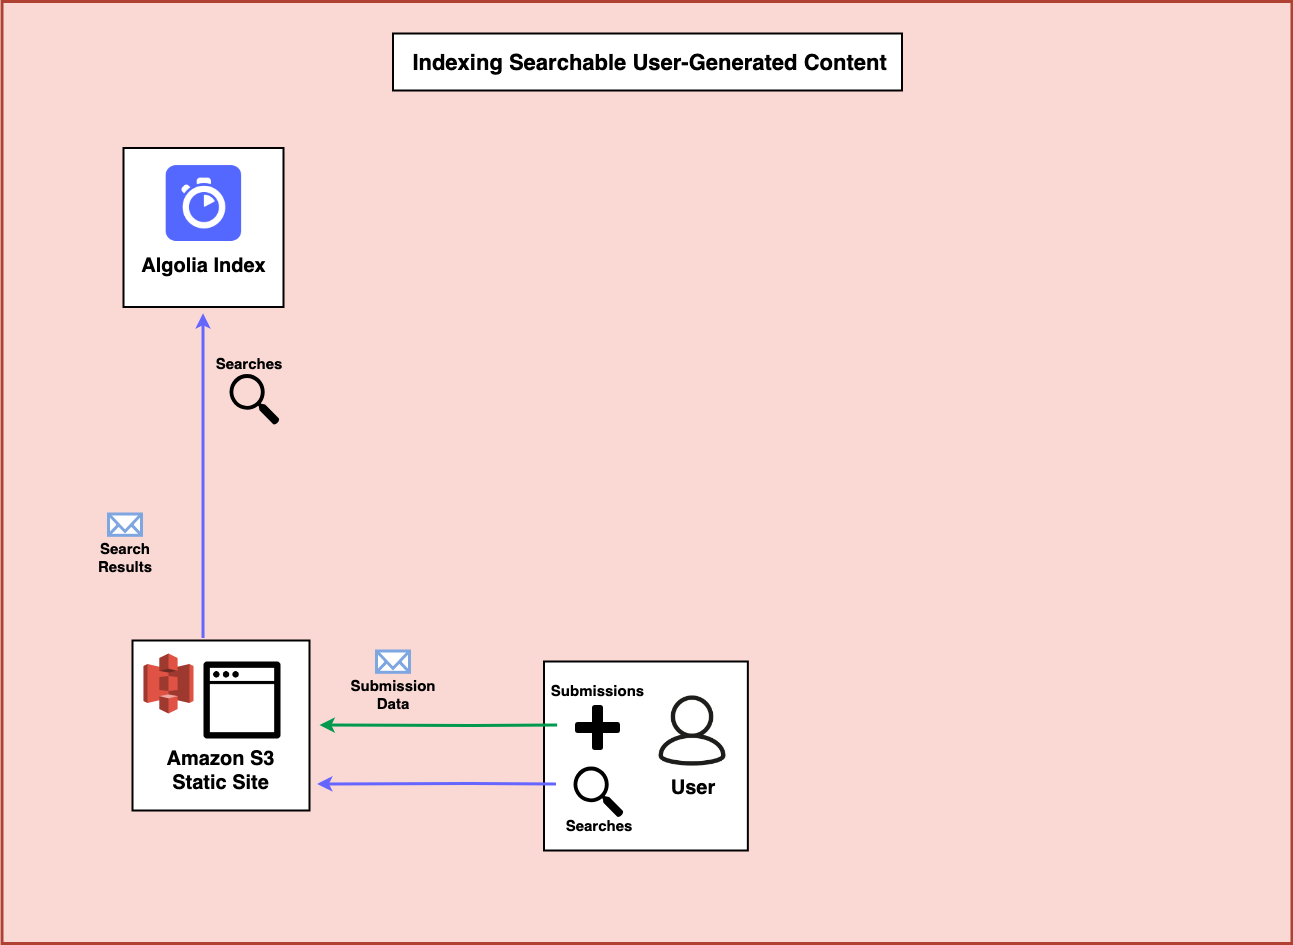 Indexing Searchable User-Generated Content
Algolia Index
Searches
Search
Results
Submission
Data
Amazon S3
Static Site
Submissions
User
Searches